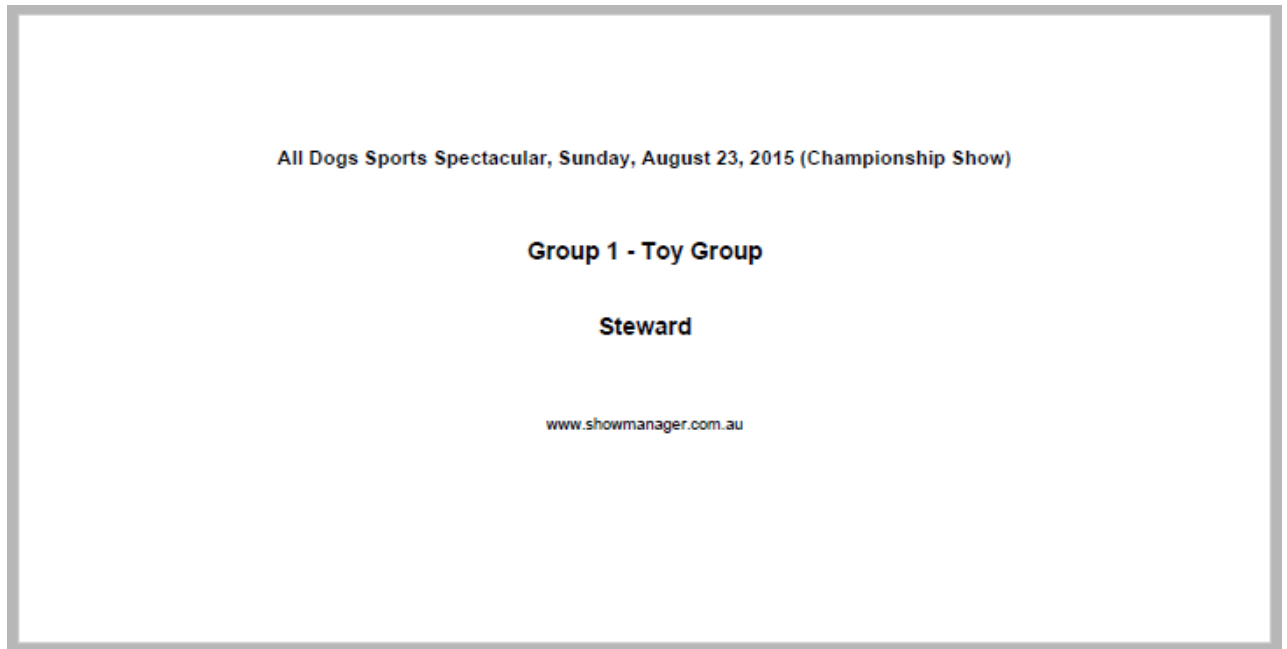 All Dogs Sports Spectacular, Sunday, August 23, 2015 (Championship Show)
Group 1 - Toy Group
Steward
www.showmanager.com.au